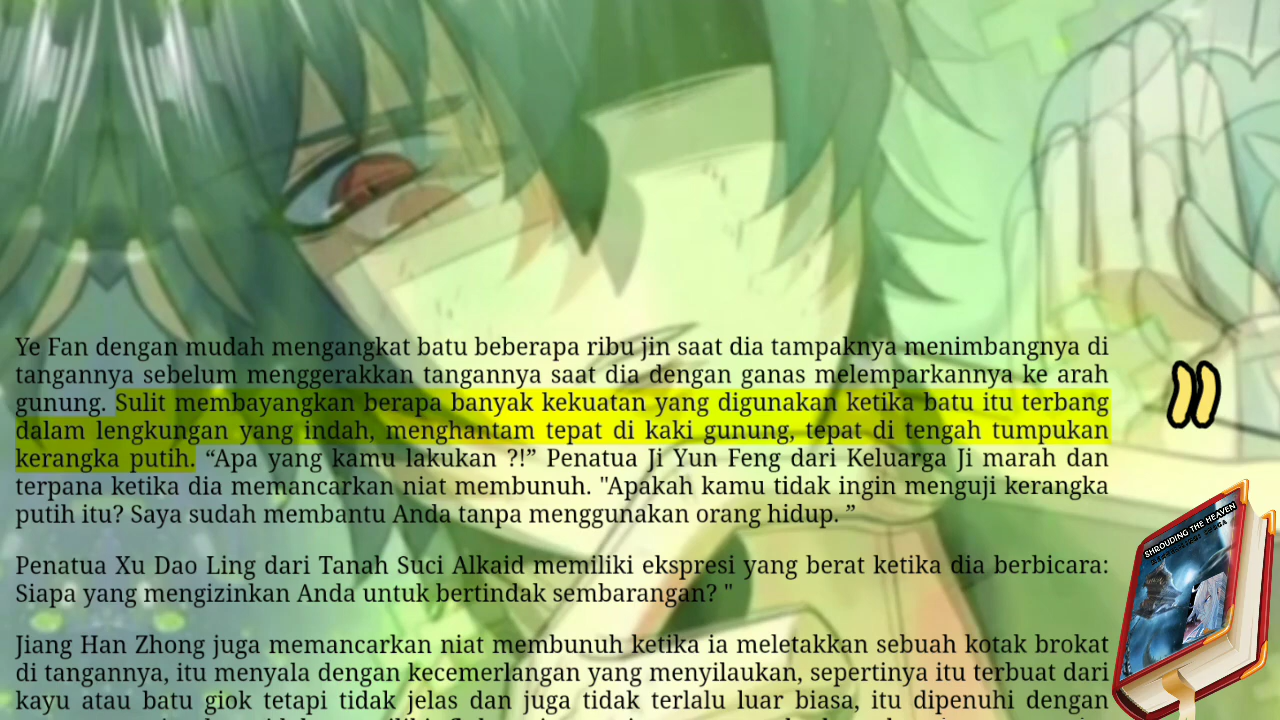 Ye Fan dengan mudah mengangkat batu beberapa ribu jin saat dia tampaknya menimbangnya di
tangannya sebelum menggerakkan tangannya saat dia dengan ganas melemparkannya ke arah
gunung. Sulit membayangkan berapa banyak kekuatan yang digunakan ketika batu itu terbang
dalam lengkungan yang indah, menghantam tepat di kaki gunung, tepat di tengah tumpukan
kerangka putih. “Apa yang kamu lakukan ?!” Penatua Ji Yun Feng dari Keluarga Ji marah dan
terpana ketika dia memancarkan niat membunuh. "Apakah kamu tidak ingin menguji kerangka
putih itu? Saya sudah membantu Anda tanpa menggunakan orang hidup. ”
Penatua Xu Dao Ling dari Tanah Suci Alkaid memiliki ekspresi yang berat ketika dia berbicara:
Siapa yang mengizinkan Anda untuk bertindak sembarangan? "
Jiang Han Zhong juga memancarkan niat membunuh ketika ia meletakkan sebuah kotak brokat
di tangannya, itu menyala dengan kecemerlangan yang menyilaukan, sepertinya itu terbuat dari
kayu atau batu giok tetapi tidak jelas dan juga tidak terlalu luar biasa, itu dipenuhi dengan
SHROUDING THE HEAVEN